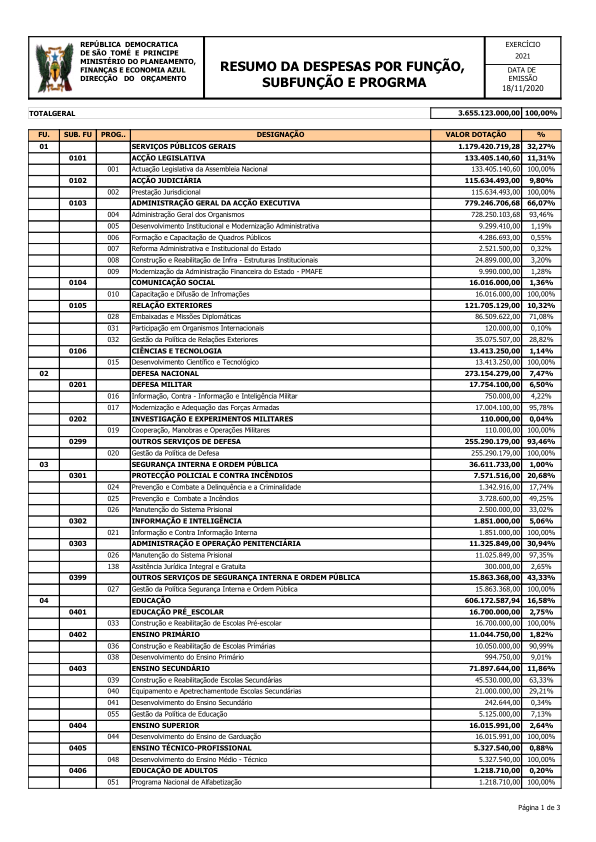 REPÚBLICA DEMOCRATICA
DE SÃO TOMÉ E PRINCIPE
MINISTÉRIO DO PLANEAMENTO,
FINANÇAS E ECONOMIA AZUL
DIRECÇÃO DO ORÇAMENTO
RESUMO DA DESPESAS POR FUNÇÃO,
SUBFUNÇÃO E PROGRMA
EXERCÍCIO
2021
DATA DE
EMISSÃO
18/11/2020
TOTALGERAL 3.655.123.000,00 100,00%
FU. SUB. FU PROG.. DESIGNAÇÃO VALOR DOTAÇÃO %
01 SERVIÇOS PÚBLICOS GERAIS 1.179.420.719,28 32,27%
0101 ACÇÃO LEGISLATIVA 133.405.140,60 11,31%
001 Actuação Legislativa da Assembleia Nacional 133.405.140,60 100,00%
0102 ACÇÃO JUDICIÁRIA 115.634.493,00 9,80%
002 Prestação Jurisdicional 115.634.493,00 100,00%
0103 ADMINISTRAÇÃO GERAL DA ACÇÃO EXECUTIVA 779.246.706,68 66,07%
004 Administração Geral dos Organismos 728.250.103,68 93,46%
005 Desenvolvimento Institucional e Modernização Administrativa 9.299.410,00 1,19%
006 Formação e Capacitação de Quadros Públicos 4.286.693,00 0,55%
007 Reforma Administrativa e Institucional do Estado 2.521.500,00 0,32%
008 Construção e Reabilitação de Infra - Estruturas Institucionais 24.899.000,00 3,20%
009 Modernização da Administração Financeira do Estado - PMAFE 9.990.000,00 1,28%
0104 COMUNICAÇÃO SOCIAL 16.016.000,00 1,36%
010 Capacitação e Difusão de Infromações 16.016.000,00 100,00%
0105 RELAÇÃO EXTERIORES 121.705.129,00 10,32%
028 Embaixadas e Missões Diplomáticas 86.509.622,00 71,08%
031 Participação em Organismos Internacionais 120.000,00 0,10%
032 Gestão da Política de Relações Exteriores 35.075.507,00 28,82%
0106 CIÊNCIAS E TECNOLOGIA 13.413.250,00 1,14%
015 Desenvolvimento Científico e Tecnológico 13.413.250,00 100,00%
02 DEFESA NACIONAL 273.154.279,00 7,47%
0201 DEFESA MILITAR 17.754.100,00 6,50%
016 Informação, Contra - Informação e Inteligência Militar 750.000,00 4,22%
017 Modernização e Adequação das Forças Armadas 17.004.100,00 95,78%
0202 INVESTIGAÇÃO E EXPERIMENTOS MILITARES 110.000,00 0,04%
019 Cooperação, Manobras e Operações Militares 110.000,00 100,00%
0299 OUTROS SERVIÇOS DE DEFESA 255.290.179,00 93,46%
020 Gestão da Política de Defesa 255.290.179,00 100,00%
03 SEGURANÇA INTERNA E ORDEM PÚBLICA 36.611.733,00 1,00%
0301 PROTECÇÃO POLICIAL E CONTRA INCÊNDIOS 7.571.516,00 20,68%
024 Prevenção e Combate a Delinquência e a Criminalidade 1.342.916,00 17,74%
025 Prevenção e Combate a Incêndios 3.728.600,00 49,25%
026 Manutenção do Sistema Prisional 2.500.000,00 33,02%
0302 INFORMAÇÃO E INTELIGÊNCIA 1.851.000,00 5,06%
021 Informação e Contra Informação Interna 1.851.000,00 100,00%
0303 ADMINISTRAÇÃO E OPERAÇÃO PENITENCIÁRIA 11.325.849,00 30,94%
026 Manutenção do Sistema Prisional 11.025.849,00 97,35%
138 Assitência Jurídica Integral e Gratuita 300.000,00 2,65%
0399 OUTROS SERVIÇOS DE SEGURANÇA INTERNA E ORDEM PÚBLICA 15.863.368,00 43,33%
027 Gestão da Política Segurança Interna e Ordem Pública 15.863.368,00 100,00%
04 EDUCAÇÃO 606.172.587,94 16,58%
0401 EDUCAÇÃO PRÉ_ESCOLAR 16.700.000,00 2,75%
033 Construção e Reabilitação de Escolas Pré-escolar 16.700.000,00 100,00%
0402 ENSINO PRIMÁRIO 11.044.750,00 1,82%
036 Construção e Reabilitação de Escolas Primárias 10.050.000,00 90,99%
038 Desenvolvimento do Ensino Primário 994.750,00 9,01%
0403 ENSINO SECUNDÁRIO 71.897.644,00 11,86%
039 Construção e Reabilitaçãode Escolas Secundárias 45.530.000,00 63,33%
040 Equipamento e Apetrechamentode Escolas Secundárias 21.000.000,00 29,21%
041 Desenvolvimento do Ensino Secundário 242.644,00 0,34%
055 Gestão da Política de Educação 5.125.000,00 7,13%
0404 ENSINO SUPERIOR 16.015.991,00 2,64%
044 Desenvolvimento do Ensino de Garduação 16.015.991,00 100,00%
0405 ENSINO TÉCNICO-PROFISSIONAL 5.327.540,00 0,88%
048 Desenvolvimento do Ensino Médio - Técnico 5.327.540,00 100,00%
0406 EDUCAÇÃO DE ADULTOS 1.218.710,00 0,20%
051 Programa Nacional de Alfabetização 1.218.710,00 100,00%
Página 1 de 3